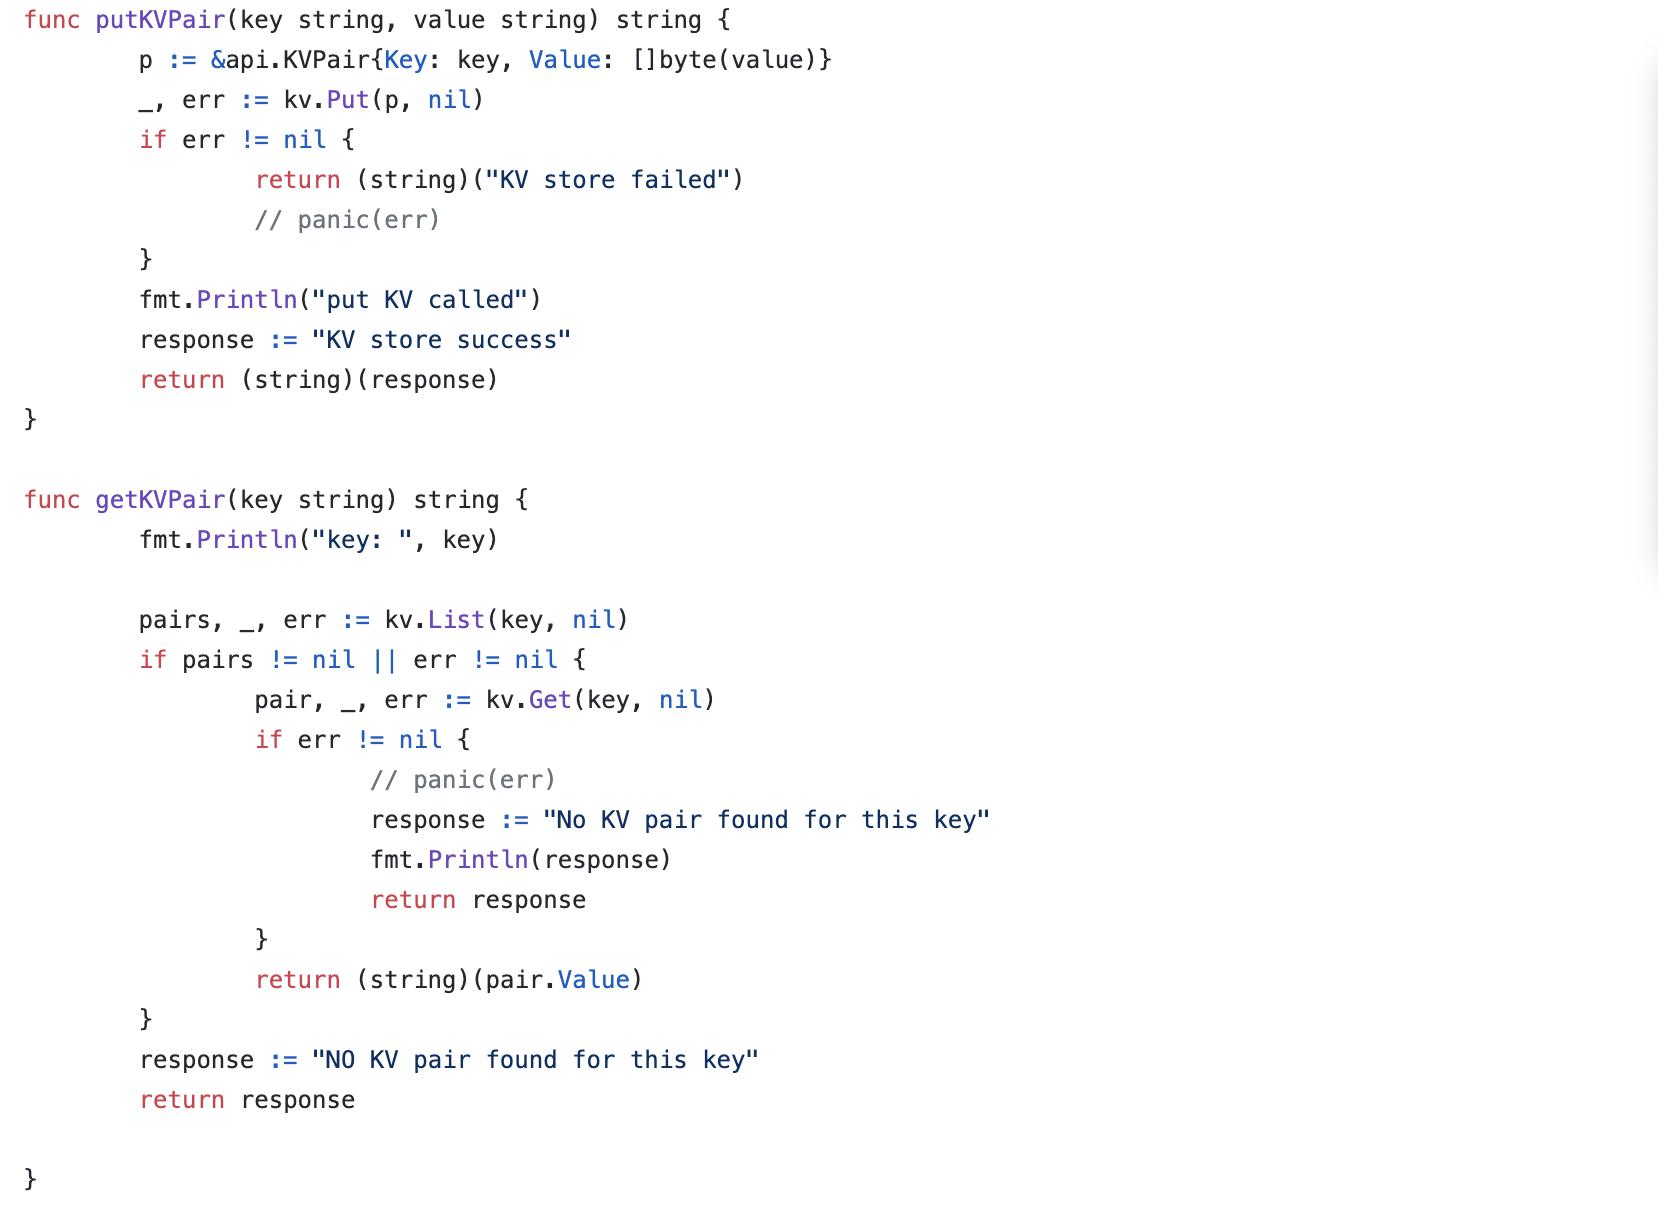 func putKVPair(key string, value string) string {
        p := &api.KVPair{Key: key, Value: []byte(value)}
        _, err := kv.Put(p, nil)
        if err != nil {
                return (string)("KV store failed")
                // panic(err)
        }
        fmt.Println("put KV called")
        response := "KV store success"
        return (string)(response)
}

func getKVPair(key string) string {
        fmt.Println("key: ", key)

        pairs, _, err := kv.List(key, nil)
        if pairs != nil || err != nil {
                pair, _, err := kv.Get(key, nil)
                if err != nil {
                        // panic(err)
                        response := "No KV pair found for this key"
                        fmt.Println(response)
                        return response
                }
                return (string)(pair.Value)
        }
        response := "NO KV pair found for this key"
        return response

}